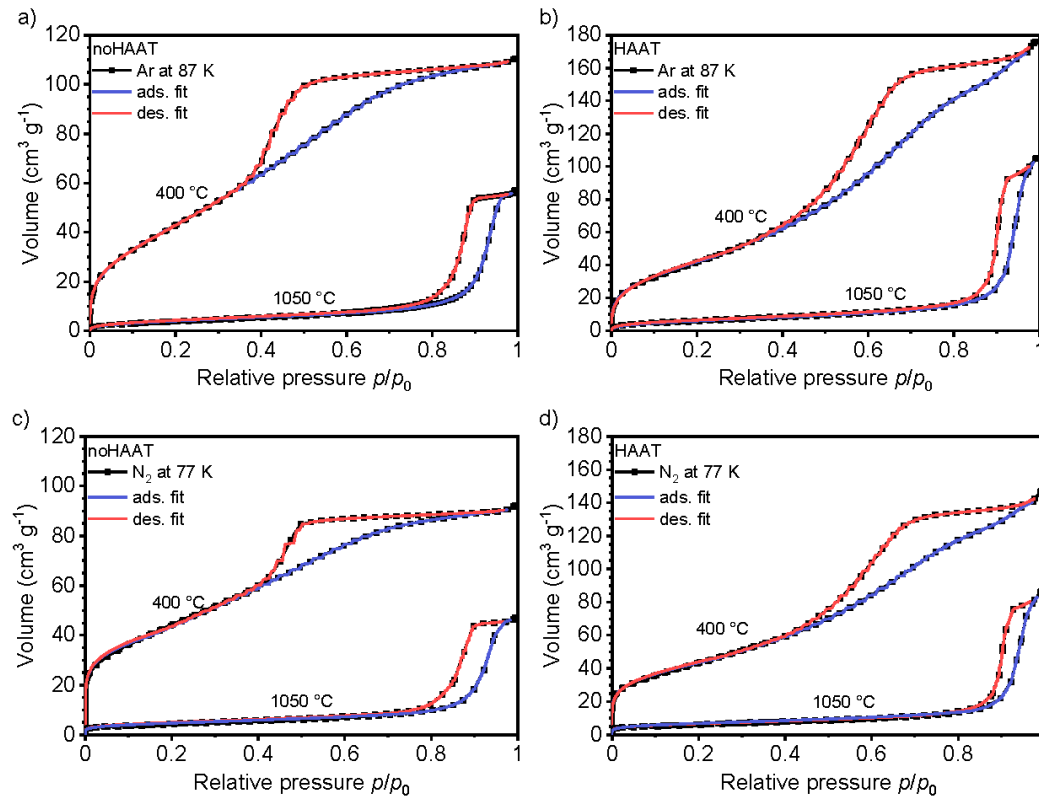 a)
noHAAT
Ar at 87 K
ads. fit
des. fit
400 °C
1050 °C
120
100
80
60
40
20
0
0 0.2 0.4 0.6 0.8 1
Volume (cm³ g⁻¹)
Relative pressure p/p₀
b)
HAAT
Ar at 87 K
ads. fit
des. fit
400 °C
1050 °C
180
160
140
120
100
80
60
40
20
0
0 0.2 0.4 0.6 0.8 1
Volume (cm³ g⁻¹)
Relative pressure p/p₀
c)
noHAAT
N₂ at 77 K
ads. fit
des. fit
400 °C
1050 °C
120
100
80
60
40
20
0
0 0.2 0.4 0.6 0.8 1
Volume (cm³ g⁻¹)
Relative pressure p/p₀
d)
HAAT
N₂ at 77 K
ads. fit
des. fit
400 °C
1050 °C
180
160
140
120
100
80
60
40
20
0
0 0.2 0.4 0.6 0.8 1
Volume (cm³ g⁻¹)
Relative pressure p/p₀